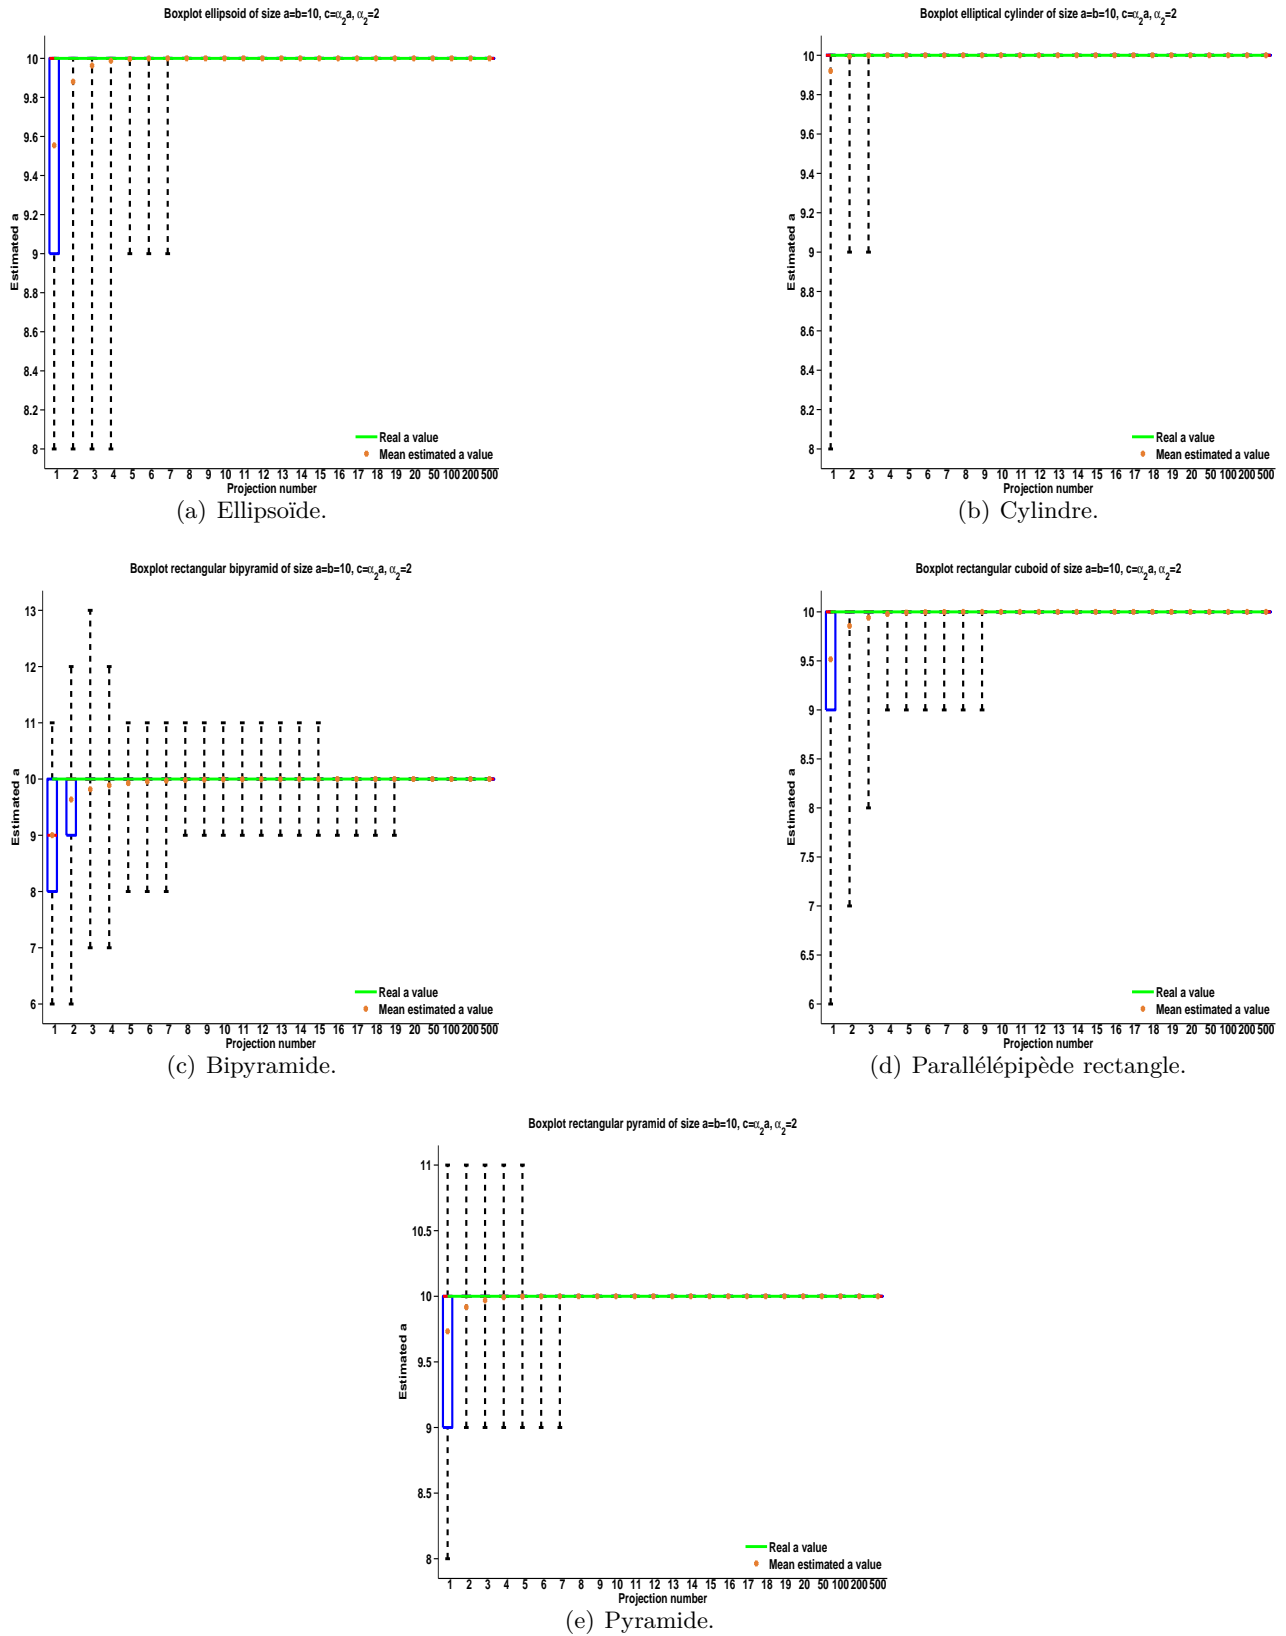 Boxplot ellipsoid of size a=b=10, c=α₂a, α₂=2
10
9.8
9.6
9.4
9.2
9
8.8
8.6
8.4
8.2
8
Estimated a
Real a value
Mean estimated a value
1 2 3 4 5 6 7 8 9 10 11 12 13 14 15 16 17 18 19 20 50 100 200 500
Projection number
(a) Ellipsoïde.
Boxplot elliptical cylinder of size a=b=10, c=α₂a, α₂=2
10
9.8
9.6
9.4
9.2
9
8.8
8.6
8.4
8.2
8
Estimated a
Real a value
Mean estimated a value
1 2 3 4 5 6 7 8 9 10 11 12 13 14 15 16 17 18 19 20 50 100 200 500
Projection number
(b) Cylindre.
Boxplot rectangular bipyramid of size a=b=10, c=α₂a, α₂=2
13
12
11
10
9
8
7
6
Estimated a
Real a value
Mean estimated a value
1 2 3 4 5 6 7 8 9 10 11 12 13 14 15 16 17 18 19 20 50 100 200 500
Projection number
(c) Bipyramide.
Boxplot rectangular cuboid of size a=b=10, c=α₂a, α₂=2
10
9.5
9
8.5
8
7.5
7
6.5
6
Estimated a
Real a value
Mean estimated a value
1 2 3 4 5 6 7 8 9 10 11 12 13 14 15 16 17 18 19 20 50 100 200 500
Projection number
(d) Parallélépipède rectangle.
Boxplot rectangular pyramid of size a=b=10, c=α₂a, α₂=2
11
10.5
10
9.5
9
8.5
8
Estimated a
Real a value
Mean estimated a value
1 2 3 4 5 6 7 8 9 10 11 12 13 14 15 16 17 18 19 20 50 100 200 500
Projection number
(e) Pyramide.